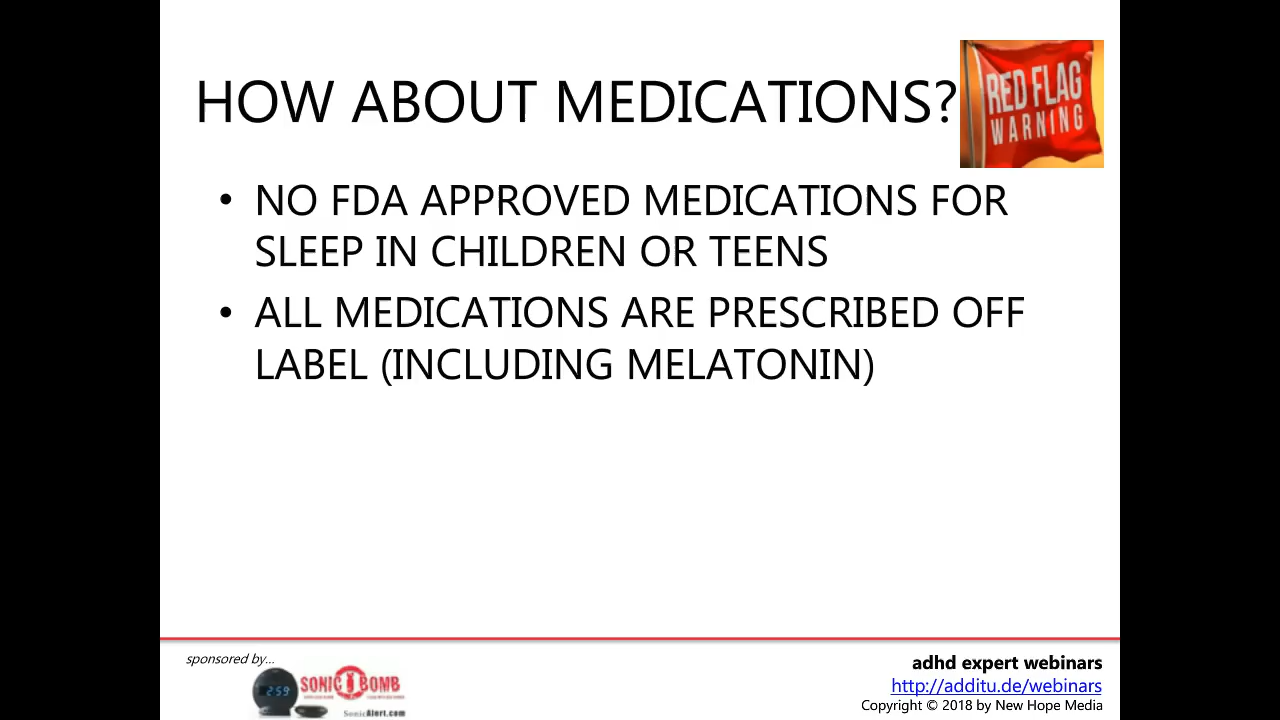 HOW ABOUT MEDICATIONS?
RED FLAG
WARNING
• NO FDA APPROVED MEDICATIONS FOR
SLEEP IN CHILDREN OR TEENS
• ALL MEDICATIONS ARE PRESCRIBED OFF
LABEL (INCLUDING MELATONIN)
sponsored by...
2:59
SONIC BOMB
SonicAlert.com
adhd expert webinars
http://additu.de/webinars
Copyright © 2018 by New Hope Media